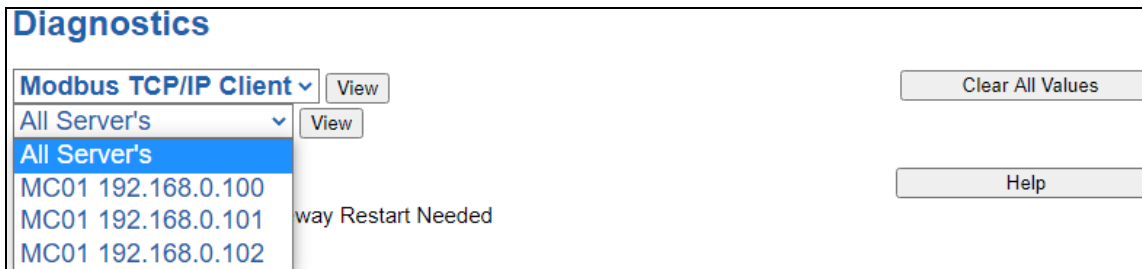 Diagnostics
Modbus TCP/IP Client View Clear All Values
All Server's View
All Server's
MC01 192.168.0.100 Help
MC01 192.168.0.101 way Restart Needed
MC01 192.168.0.102